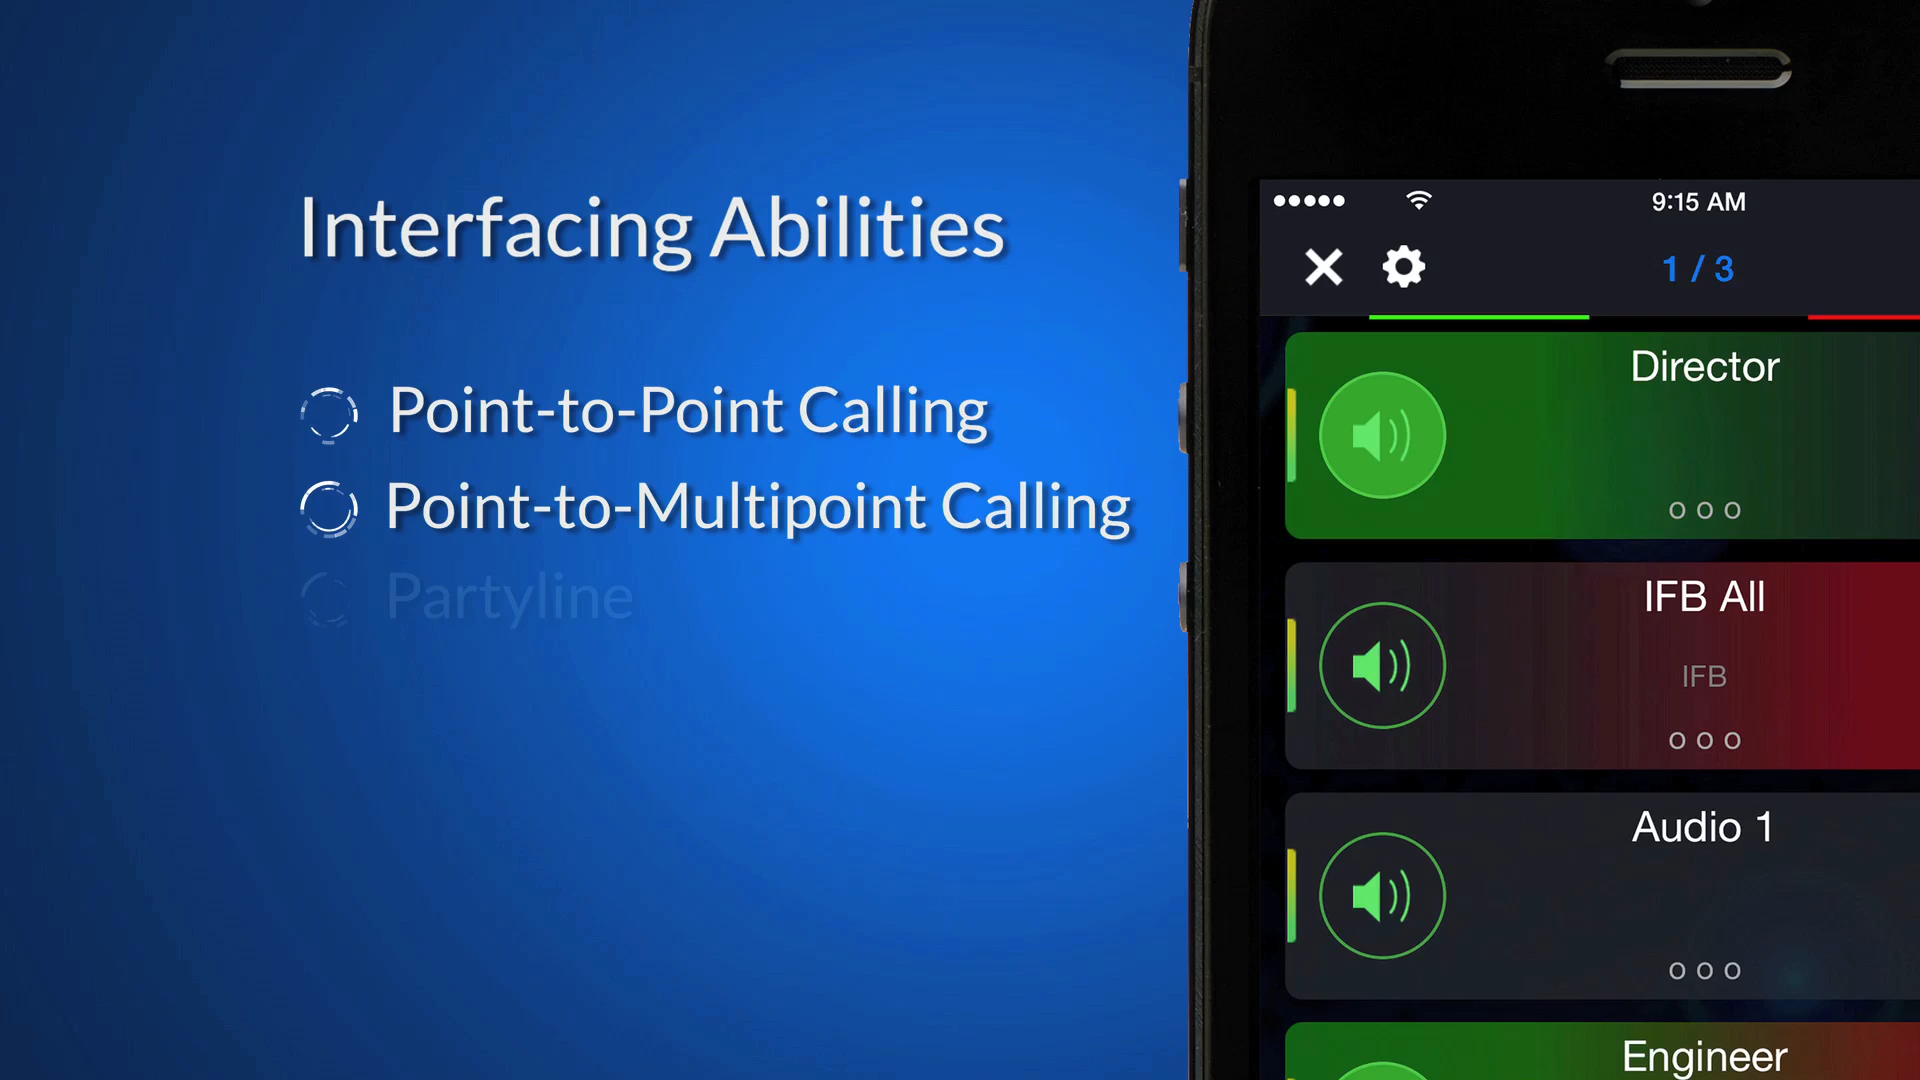 Interfacing Abilities
Point-to-Point Calling
Point-to-Multipoint Calling
Partyline
9:15 AM
1 / 3
Director
IFB All
IFB
Audio 1
Engineer